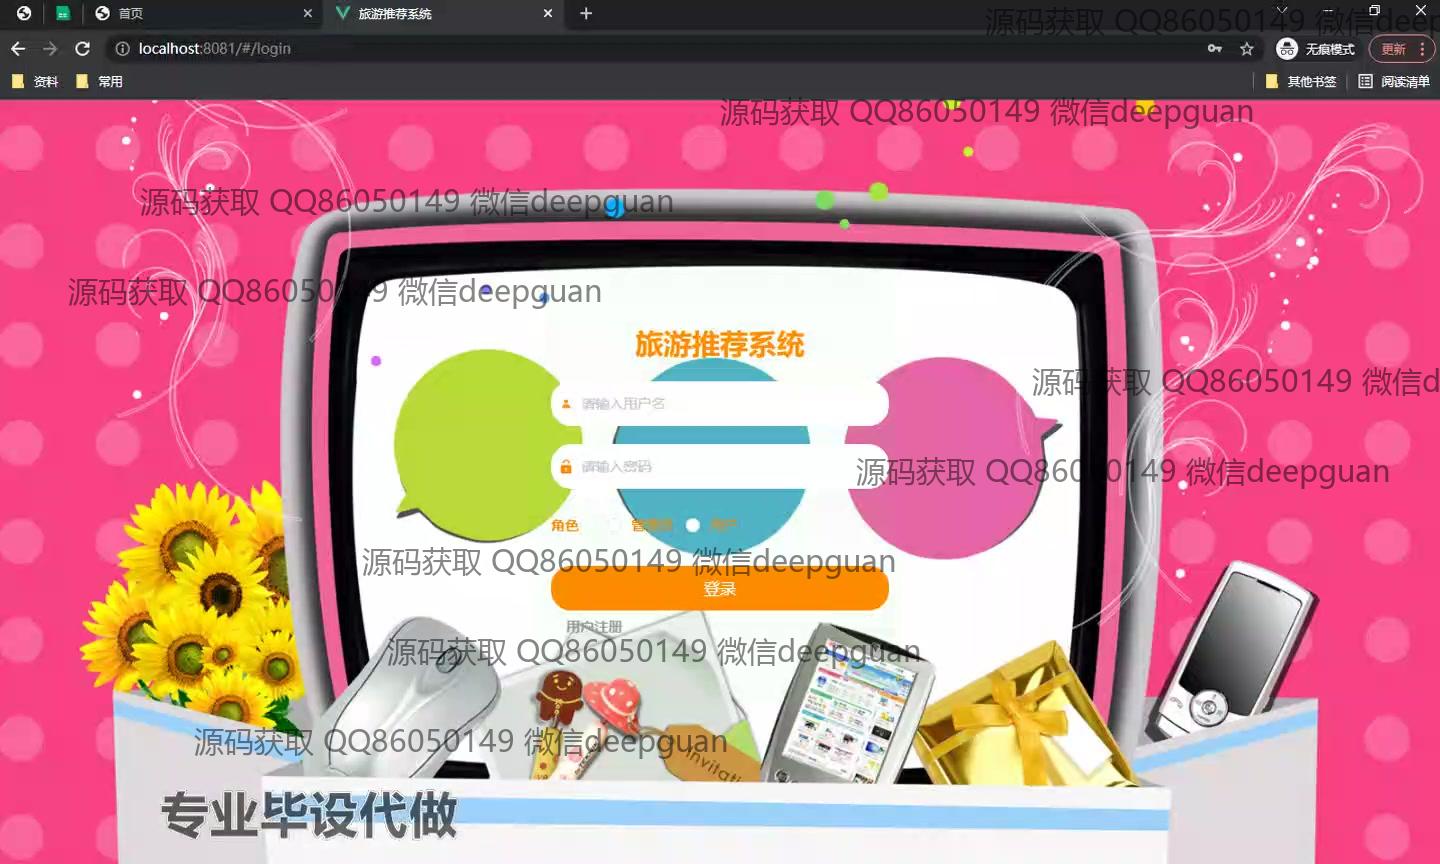 首页
旅游推荐系统
源码获取 QQ86050149 微信deep
localhost:8081/#/login
无痕模式
更新
资料
常用
其他书签
阅读清单
源码获取 QQ86050149 微信deepguan
源码获取 QQ86050149 微信deepguan
源码获取 QQ86050149 微信deepguan
旅游推荐系统
源码获取 QQ86050149 微信d
请输入用户名
请输入密码
源码获取 QQ86050149 微信deepguan
角色
管理员
用户
源码获取 QQ86050149 微信deepguan
登录
用户注册
源码获取 QQ86050149 微信deepguan
源码获取 QQ86050149 微信deepguan
Invitati
专业毕设代做